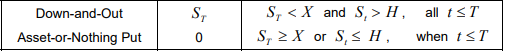 Down-and-Out S_T S_T < X and S_t > H , all t ≤ T
Asset-or-Nothing Put 0 S_T ≥ X or S_t ≤ H , when t ≤ T